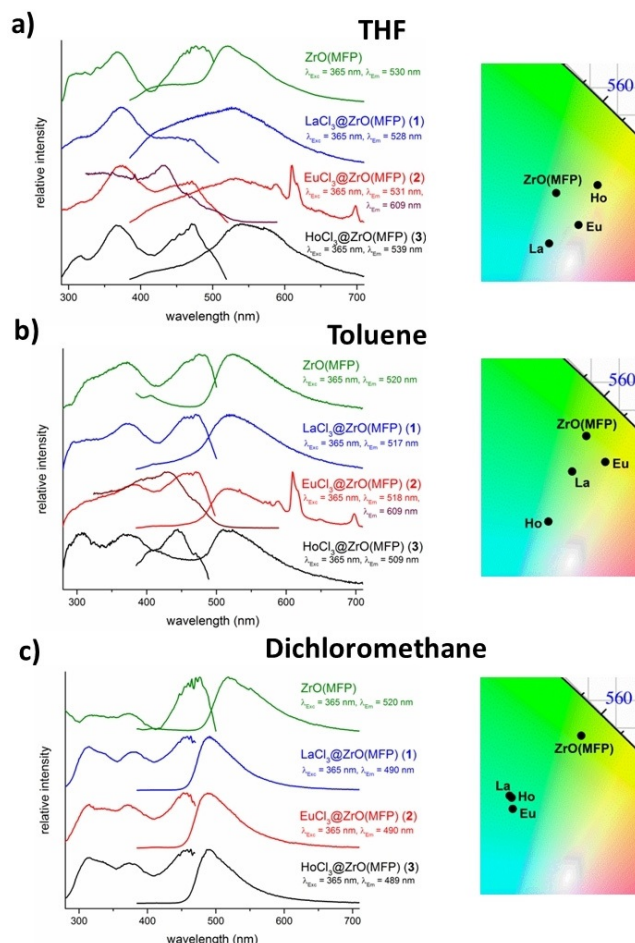 a)
THF
ZrO(MFP)
λExc = 365 nm, λEm = 530 nm
LaCl3@ZrO(MFP) (1)
λExc = 365 nm, λEm = 528 nm
EuCl3@ZrO(MFP) (2)
λExc = 365 nm, λEm = 531 nm,
λEm = 609 nm
HoCl3@ZrO(MFP) (3)
λExc = 365 nm, λEm = 539 nm
relative intensity
300 400 500 600 700
wavelength (nm)
560
ZrO(MFP)
Ho
Eu
La
b)
Toluene
ZrO(MFP)
λExc = 365 nm, λEm = 520 nm
LaCl3@ZrO(MFP) (1)
λExc = 365 nm, λEm = 517 nm
EuCl3@ZrO(MFP) (2)
λExc = 365 nm, λEm = 518 nm
λEm = 609 nm
HoCl3@ZrO(MFP) (3)
λExc = 365 nm, λEm = 509 nm
relative intensity
300 400 500 600 700
wavelength (nm)
560
ZrO(MFP)
Eu
La
Ho
c)
Dichloromethane
ZrO(MFP)
λExc = 365 nm, λEm = 520 nm
LaCl3@ZrO(MFP) (1)
λExc = 365 nm, λEm = 490 nm
EuCl3@ZrO(MFP) (2)
λExc = 365 nm, λEm = 490 nm
HoCl3@ZrO(MFP) (3)
λExc = 365 nm, λEm = 489 nm
relative intensity
300 400 500 600 700
wavelength (nm)
560
ZrO(MFP)
La
Ho
Eu